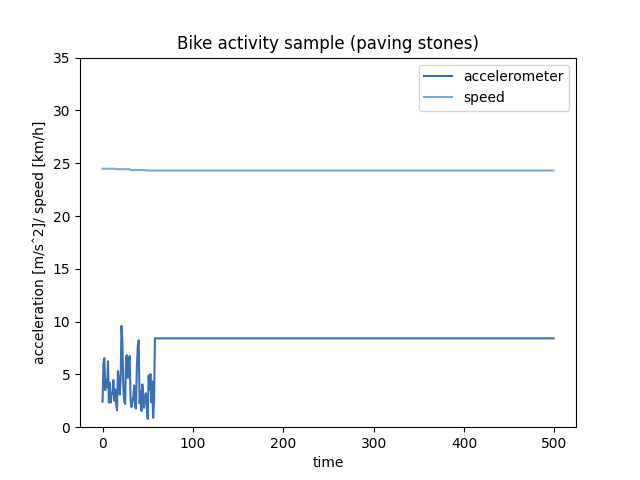 Bike activity sample (paving stones)
accelerometer
speed
35
30
25
20
15
10
5
0
acceleration [m/s^2]/ speed [km/h]
0 100 200 300 400 500
time